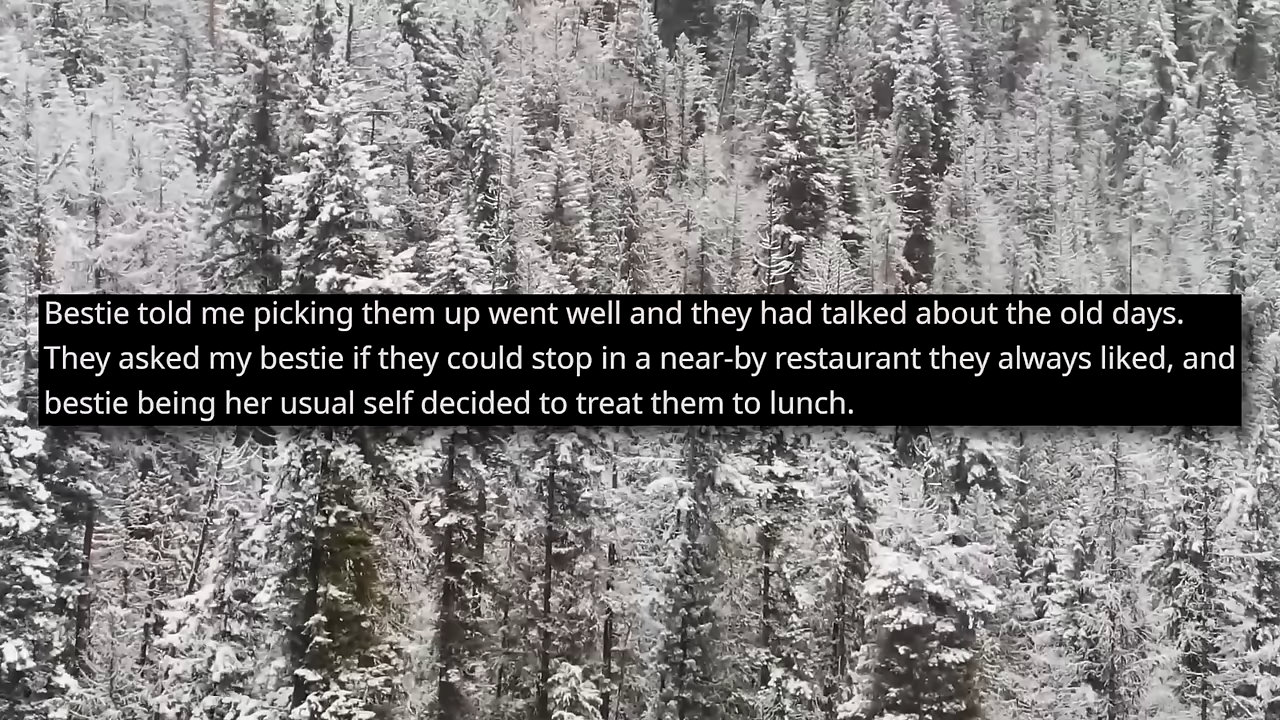 Bestie told me picking them up went well and they had talked about the old days.
They asked my bestie if they could stop in a near-by restaurant they always liked, and
bestie being her usual self decided to treat them to lunch.